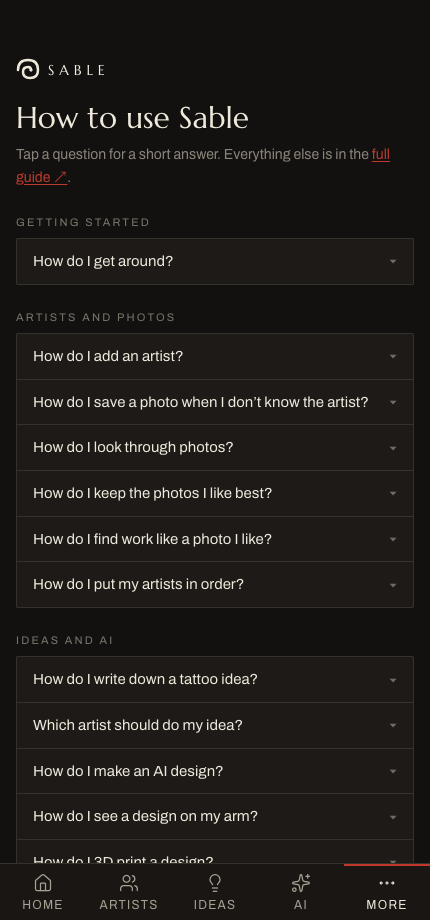 SABLE
How to use Sable
Tap a question for a short answer. Everything else is in the full
guide ↗.
GETTING STARTED
How do I get around?
ARTISTS AND PHOTOS
How do I add an artist?
How do I save a photo when I don’t know the artist?
How do I look through photos?
How do I keep the photos I like best?
How do I find work like a photo I like?
How do I put my artists in order?
IDEAS AND AI
How do I write down a tattoo idea?
Which artist should do my idea?
How do I make an AI design?
How do I see a design on my arm?
How do I 3D print a design?
HOME ARTISTS IDEAS AI MORE